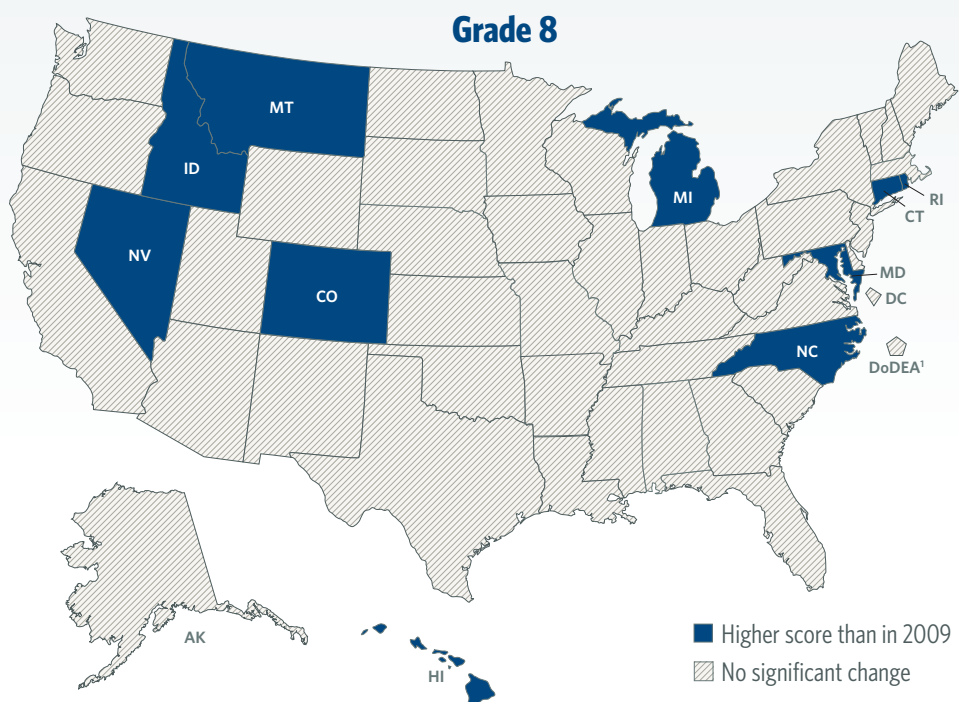 Grade 8
MT
ID
MI
RI
CT
NV
MD
CO
DC
NC
DoDEA¹
AK
HI
Higher score than in 2009
No significant change